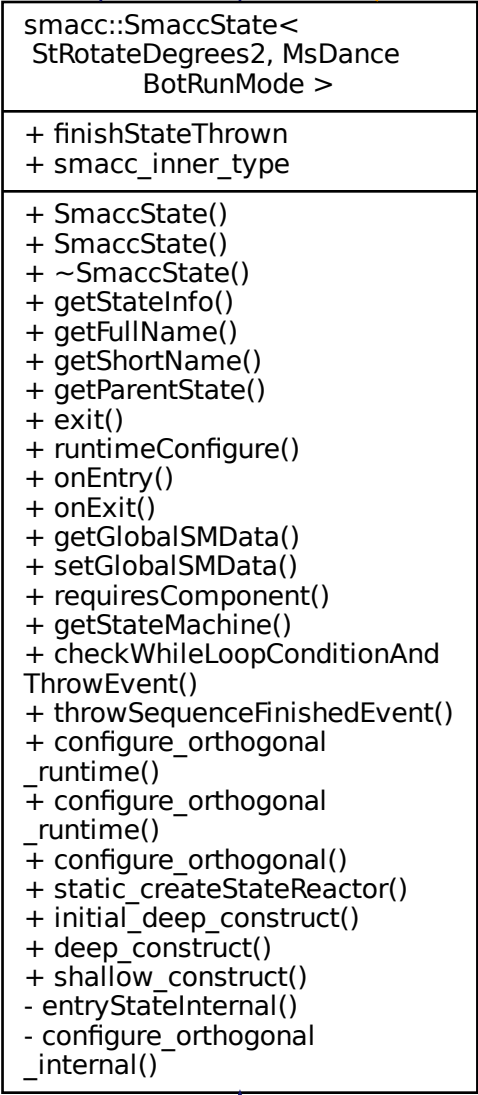 smacc::SmaccState<
StRotateDegrees2, MsDance
BotRunMode >
+ finishStateThrown
+ smacc_inner_type
+ SmaccState()
+ SmaccState()
+ ~SmaccState()
+ getStateInfo()
+ getFullName()
+ getShortName()
+ getParentState()
+ exit()
+ runtimeConfigure()
+ onEntry()
+ onExit()
+ getGlobalSMData()
+ setGlobalSMData()
+ requiresComponent()
+ getStateMachine()
+ checkWhileLoopConditionAnd
ThrowEvent()
+ throwSequenceFinishedEvent()
+ configure_orthogonal
_runtime()
+ configure_orthogonal
_runtime()
+ configure_orthogonal()
+ static_createStateReactor()
+ initial_deep_construct()
+ deep_construct()
+ shallow_construct()
- entryStateInternal()
- configure_orthogonal
_internal()